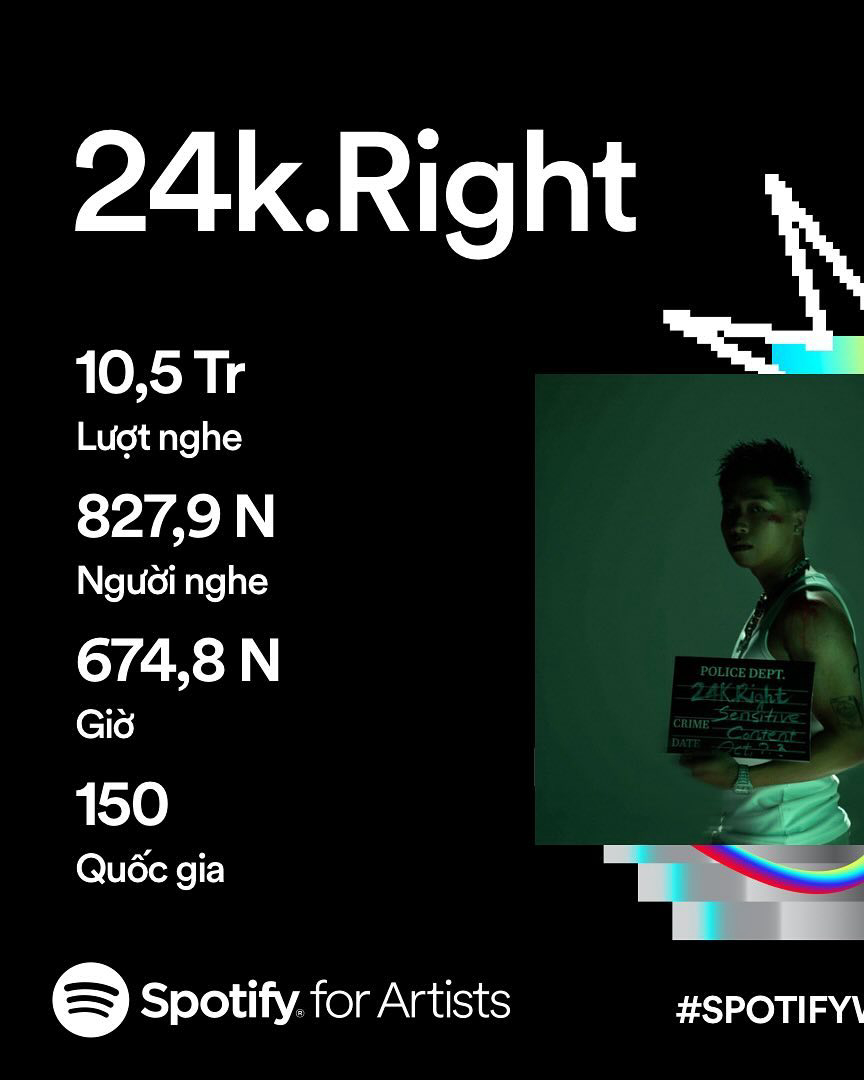 24k.Right
10,5 Tr
Lượt nghe
827,9 N
Người nghe
674,8 N
Giờ
150
Quốc gia
POLICE DEPT.
24K.Right
Sensitive
CRIME Content
DATE Oct. ?.?
Spotify® for Artists
#SPOTIFYW